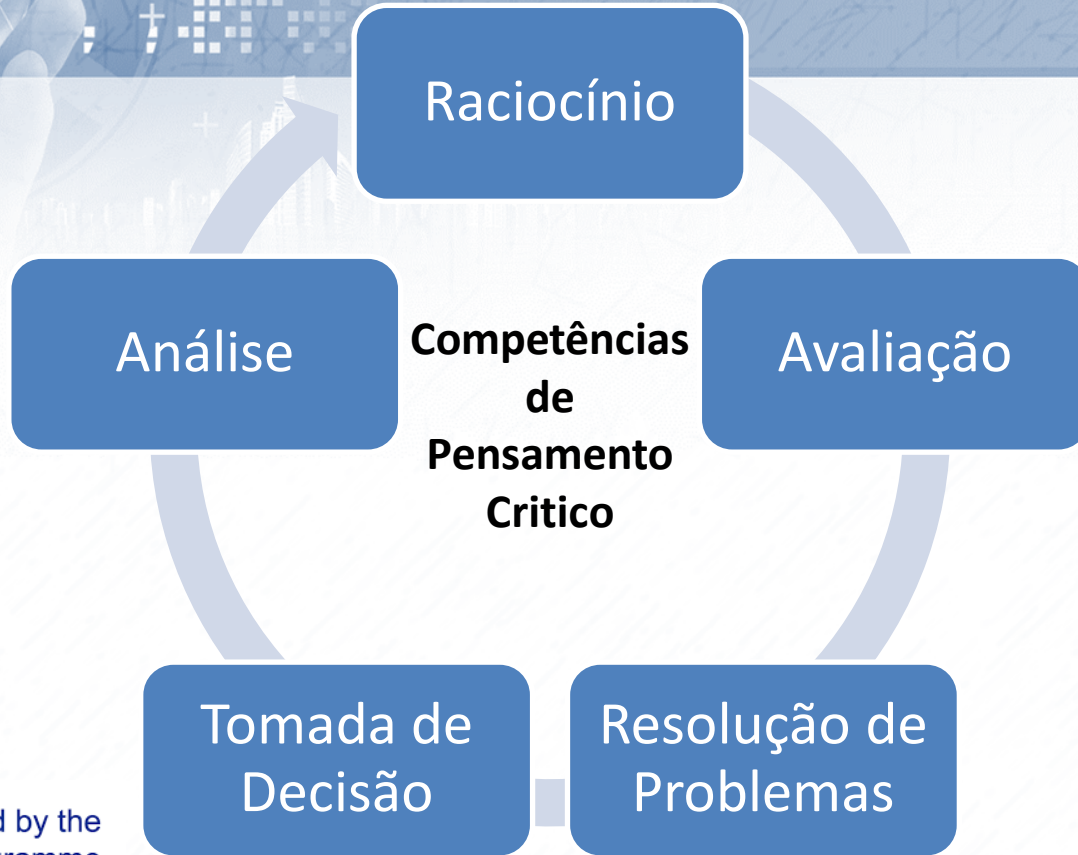 Raciocínio
Análise
Competências
de
Pensamento
Critico
Avaliação
Tomada de
Decisão
Resolução de
Problemas
by the